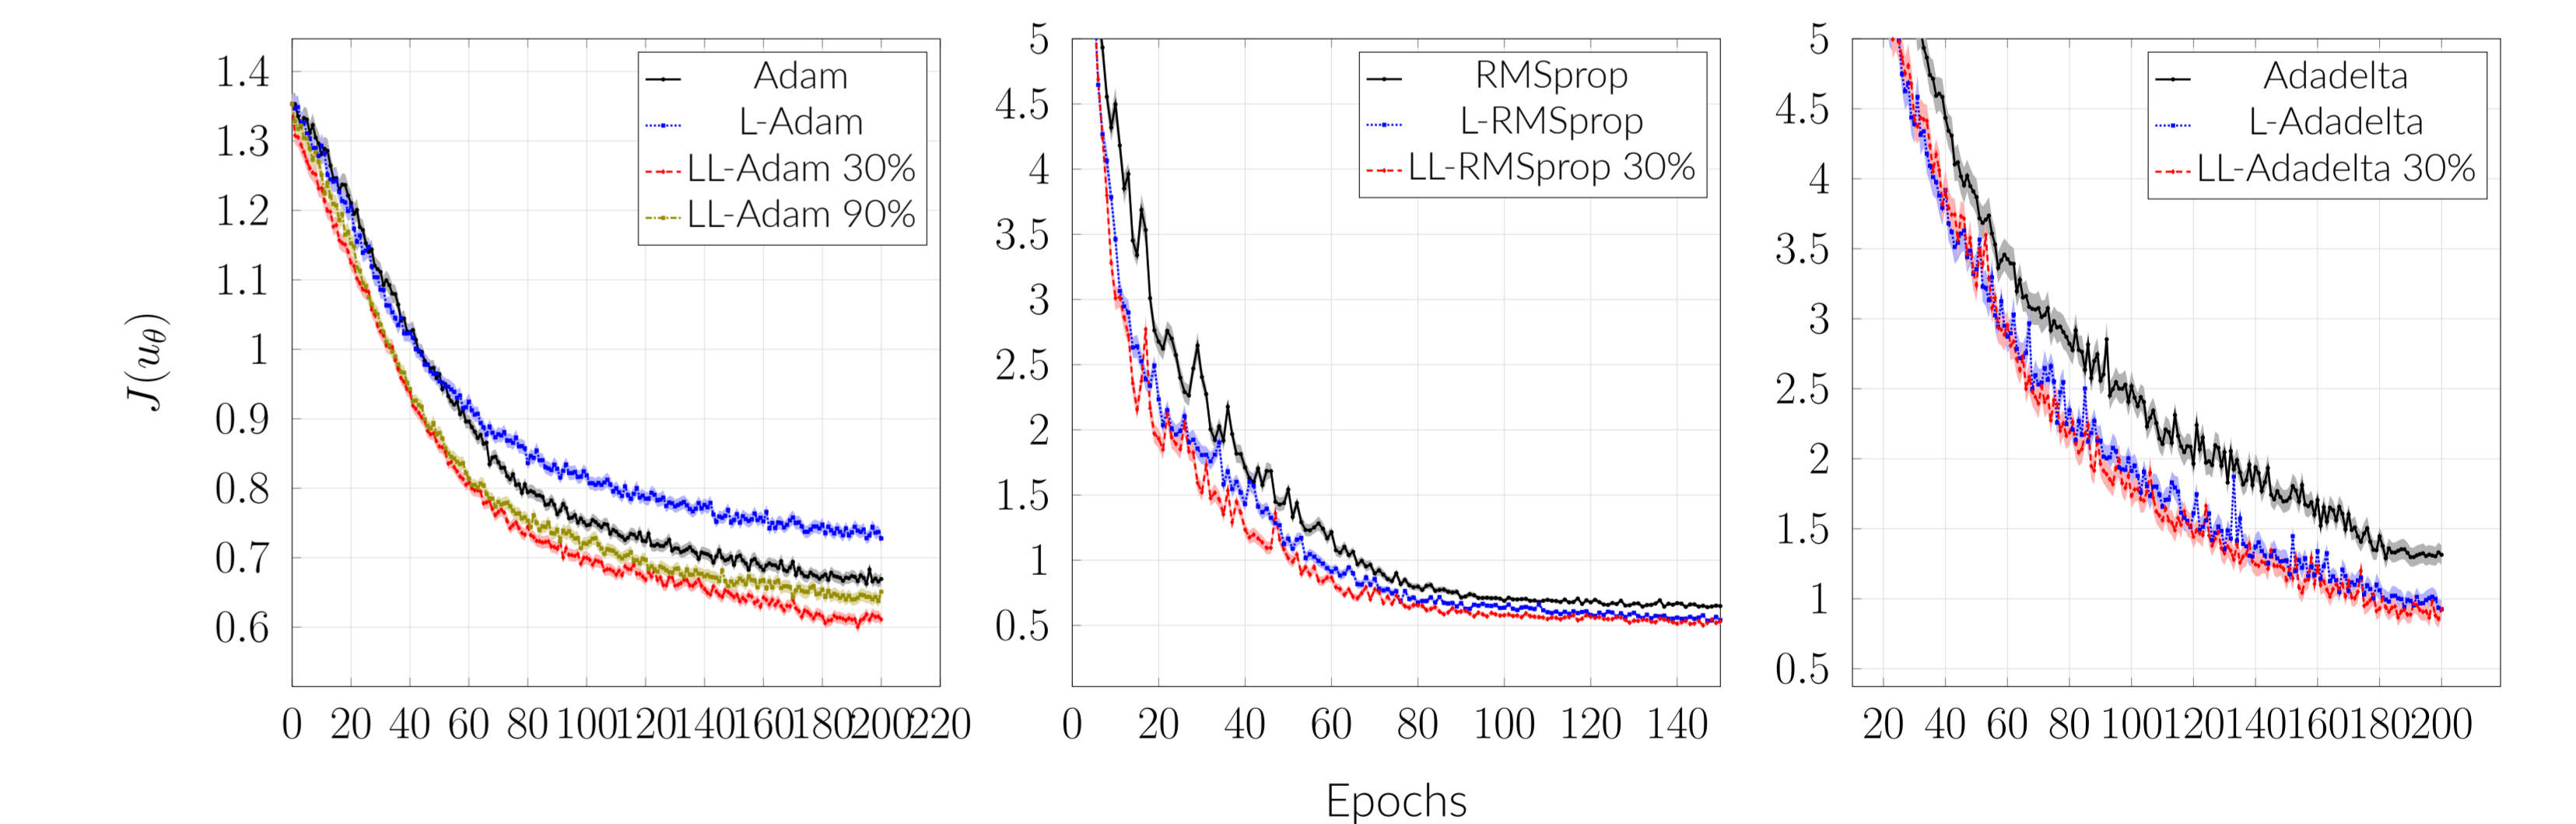 J(u_θ)
1.4
1.3
1.2
1.1
1
0.9
0.8
0.7
0.6
0 20 40 60 80 100 120 140 160 180 200 220
Adam
L-Adam
LL-Adam 30%
LL-Adam 90%
5
4.5
4
3.5
3
2.5
2
1.5
1
0.5
0 20 40 60 80 100 120 140
RMSprop
L-RMSprop
LL-RMSprop 30%
5
4.5
4
3.5
3
2.5
2
1.5
1
0.5
20 40 60 80 100 120 140 160 180 200
Adadelta
L-Adadelta
LL-Adadelta 30%
Epochs